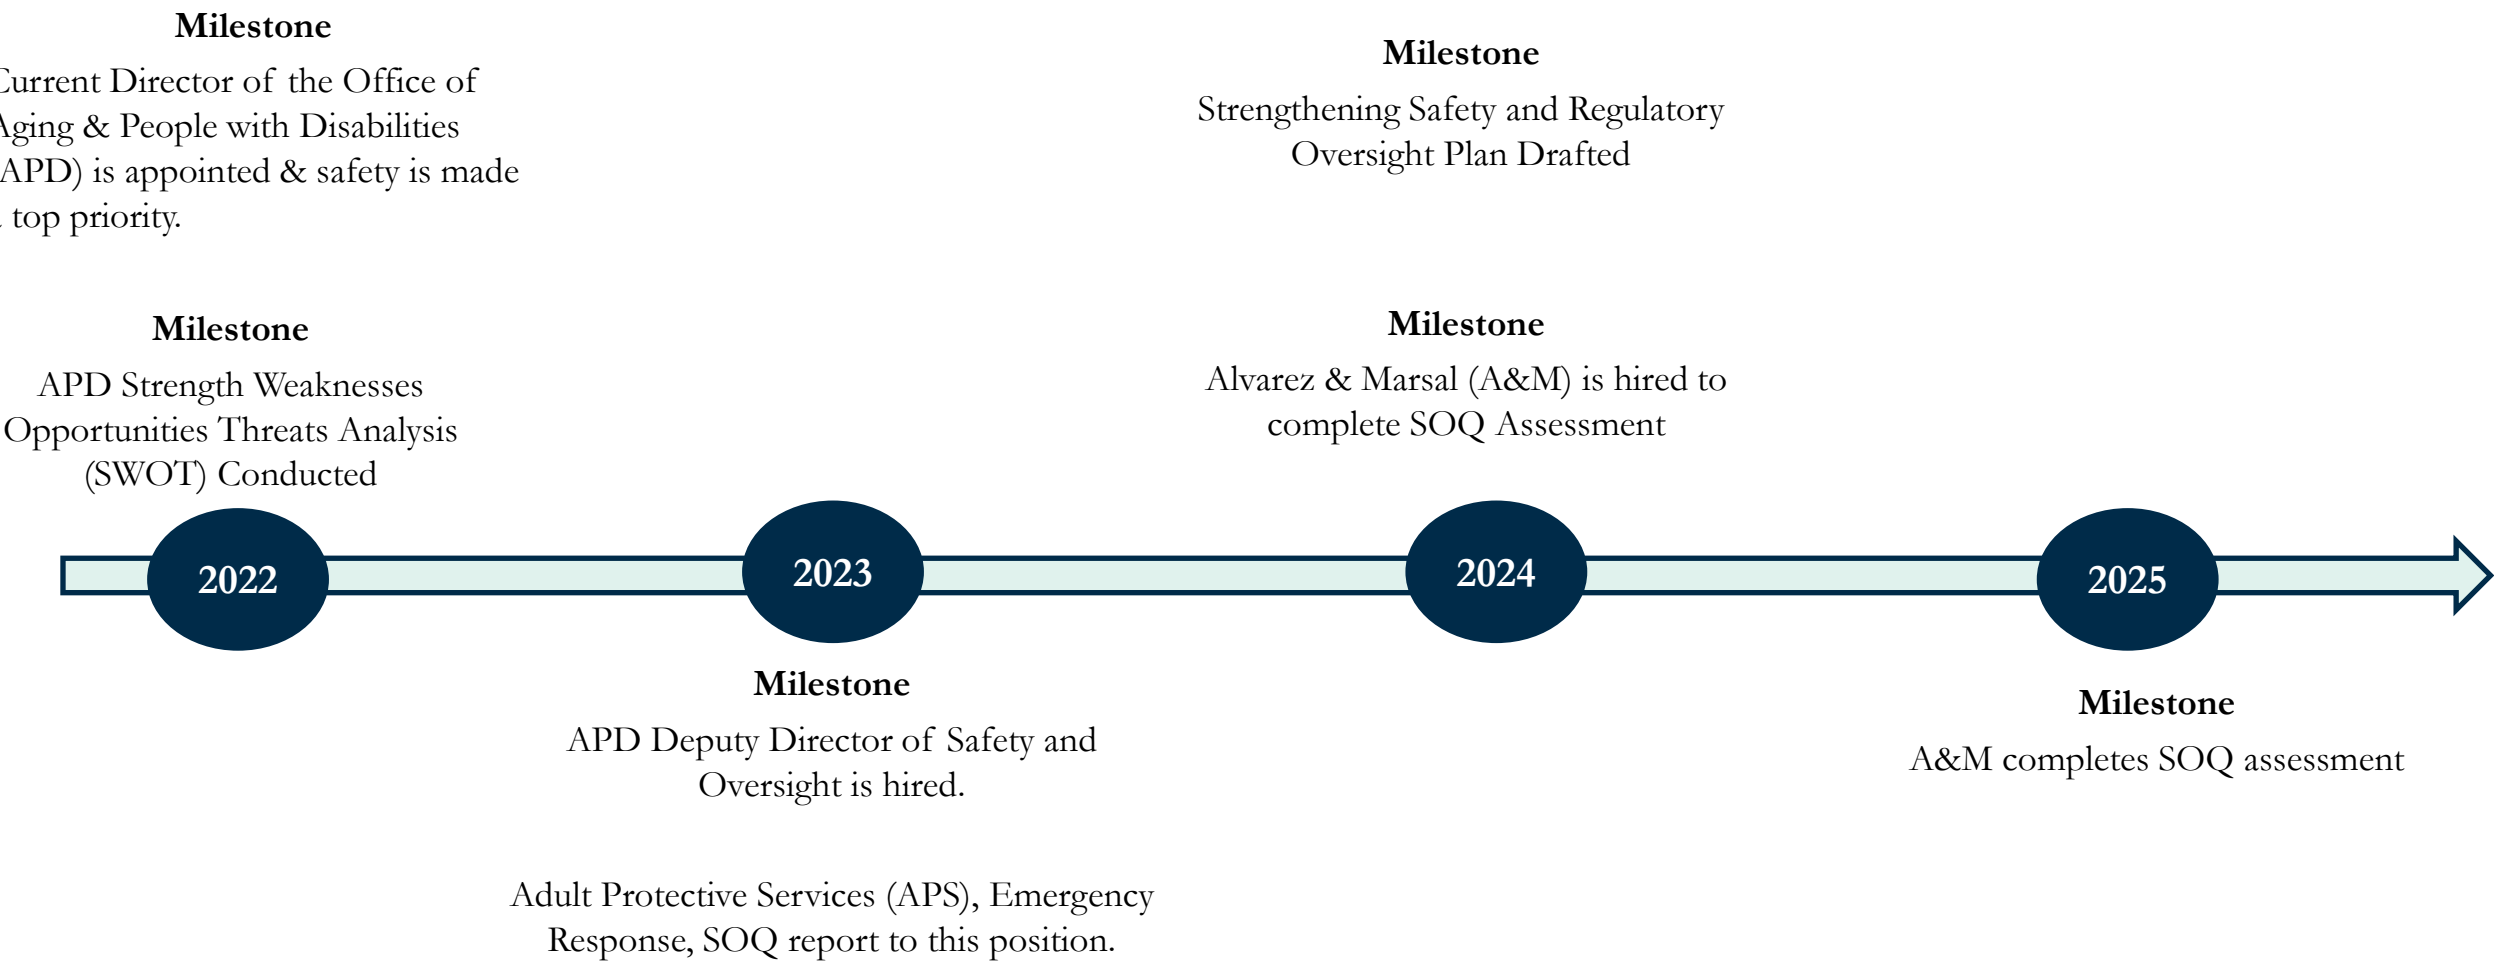 Milestone
Current Director of the Office of
Aging & People with Disabilities
(APD) is appointed & safety is made
top priority.
Milestone
APD Strength Weaknesses
Opportunities Threats Analysis
(SWOT) Conducted
Milestone
Strengthening Safety and Regulatory
Oversight Plan Drafted
Milestone
Alvarez & Marsal (A&M) is hired to
complete SOQ Assessment
2022
2023
2024
2025
Milestone
APD Deputy Director of Safety and
Oversight is hired.
Adult Protective Services (APS), Emergency
Response, SOQ report to this position.
Milestone
A&M completes SOQ assessment